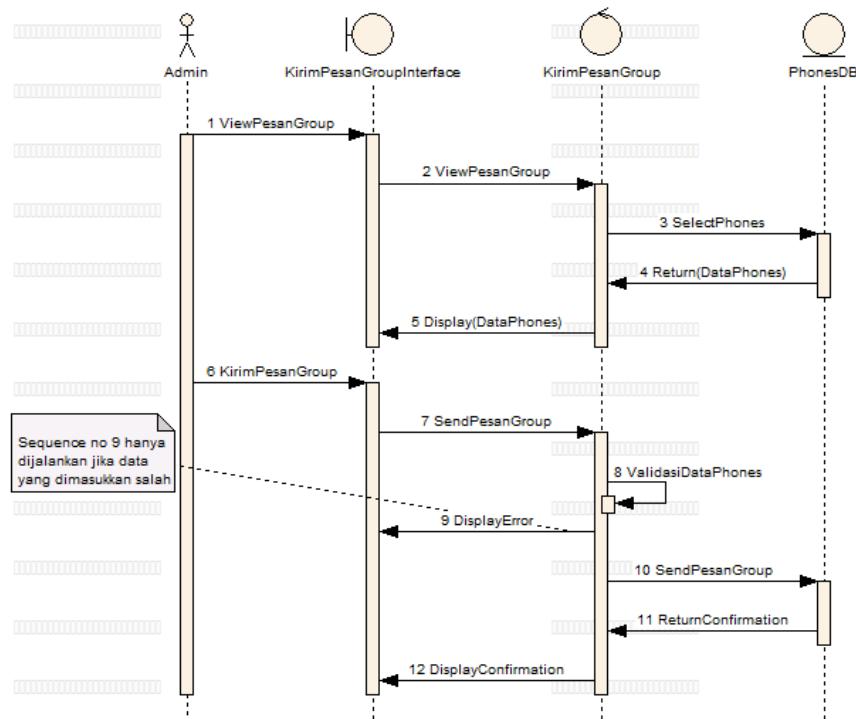 Admin
KirimPesanGroupInterface
KirimPesanGroup
PhonesDB
1 ViewPesanGroup
2 ViewPesanGroup
3 SelectPhones
4 Return(DataPhones)
5 Display(DataPhones)
6 KirimPesanGroup
7 SendPesanGroup
Sequence no 9 hanya
dijalankan jika data
yang dimasukkan salah
8 ValidasiDataPhones
9 DisplayError
10 SendPesanGroup
11 ReturnConfirmation
12 DisplayConfirmation